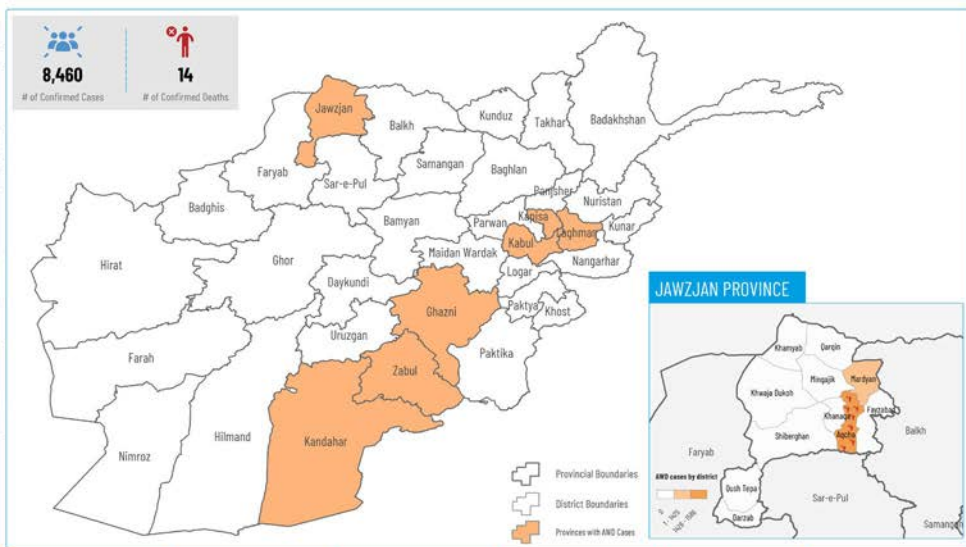 8,460
# of Confirmed Cases
14
# of Confirmed Deaths
Jawzjan
Balkh
Kunduz
Takhar
Badakhshan
Faryab
Sar-e-Pul
Samangan
Baghlan
Badghis
Bamyan
Parwan
Panjsher
Kapisa
Nuristan
Laghman
Kunar
Kabul
Hirat
Ghor
Maidan Wardak
Nangarhar
Logar
Daykundi
Ghazni
Paktya
Khost
Uruzgan
Farah
Zabul
Paktika
Kandahar
Nimroz
Hilmand
Provincial Boundaries
District Boundaries
Provinces with AWD Cases
JAWZJAN PROVINCE
Khamyab
Qarqin
Mingajik
Mardyan
Khwaja Dukoh
Khanaqa
Fayzabad
Shiberghan
Aqcha
Balkh
Faryab
AWD cases by district
0
1 - 1425
Qush Tepa
Darzab
Sar-e-Pul
Samangan